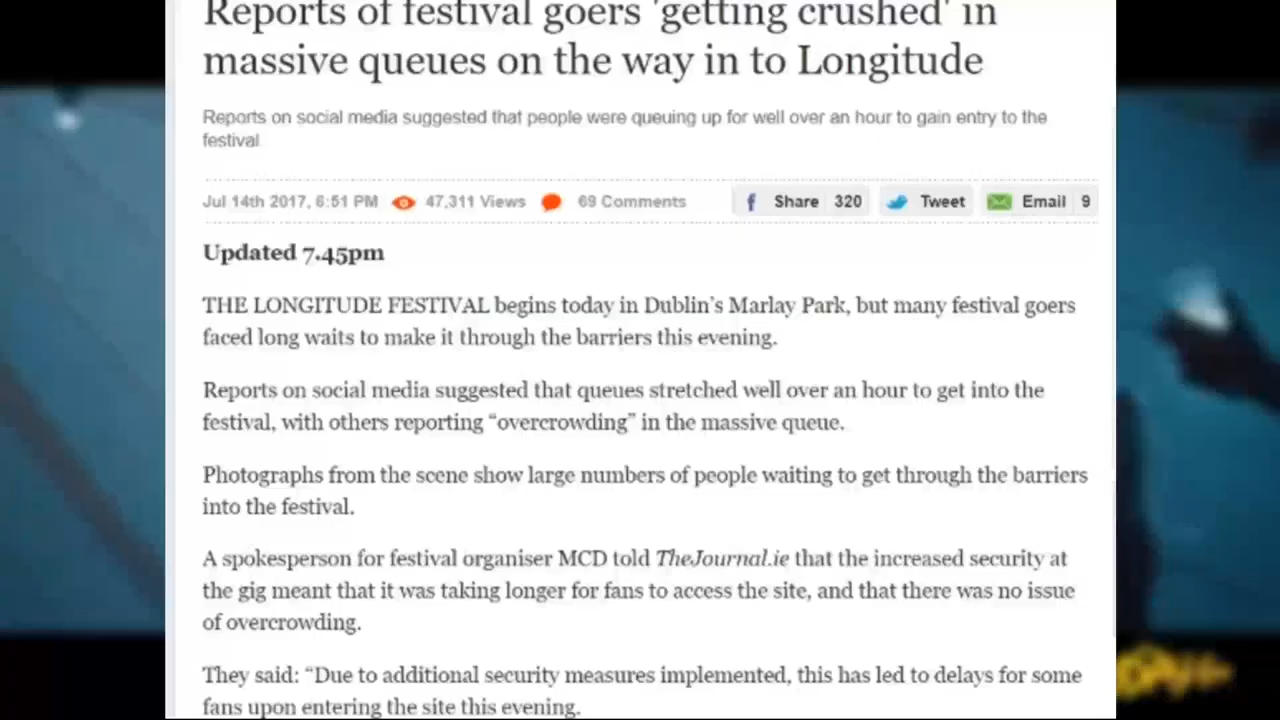 Reports of festival goers 'getting crushed' in
massive queues on the way in to Longitude
Reports on social media suggested that people were queuing up for well over an hour to gain entry to the
festival
Jul 14th 2017, 6:51 PM 47,311 Views 69 Comments Share 320 Tweet Email 9
Updated 7.45pm
THE LONGITUDE FESTIVAL begins today in Dublin's Marlay Park, but many festival goers
faced long waits to make it through the barriers this evening.
Reports on social media suggested that queues stretched well over an hour to get into the
festival, with others reporting “overcrowding” in the massive queue.
Photographs from the scene show large numbers of people waiting to get through the barriers
into the festival.
A spokesperson for festival organiser MCD told TheJournal.ie that the increased security at
the gig meant that it was taking longer for fans to access the site, and that there was no issue
of overcrowding.
They said: “Due to additional security measures implemented, this has led to delays for some
fans upon entering the site this evening.